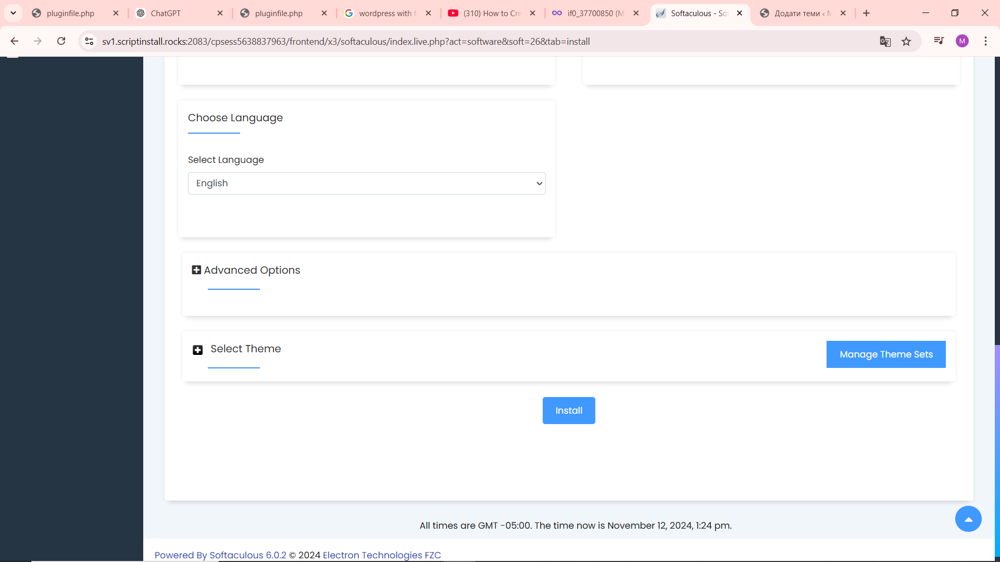 pluginfile.php
ChatGPT
pluginfile.php
wordpress with f
(310) How to Cre
if0_37700850 (M
Softaculous - So
Додати теми ‹ M
sv1.scriptinstall.rocks:2083/cpsess5638837963/frontend/x3/softaculous/index.live.php?act=software&soft=26&tab=install
M
Choose Language
Select Language
English
Advanced Options
Select Theme
Manage Theme Sets
Install
All times are GMT -05:00. The time now is November 12, 2024, 1:24 pm.
Powered By Softaculous 6.0.2 © 2024 Electron Technologies FZC